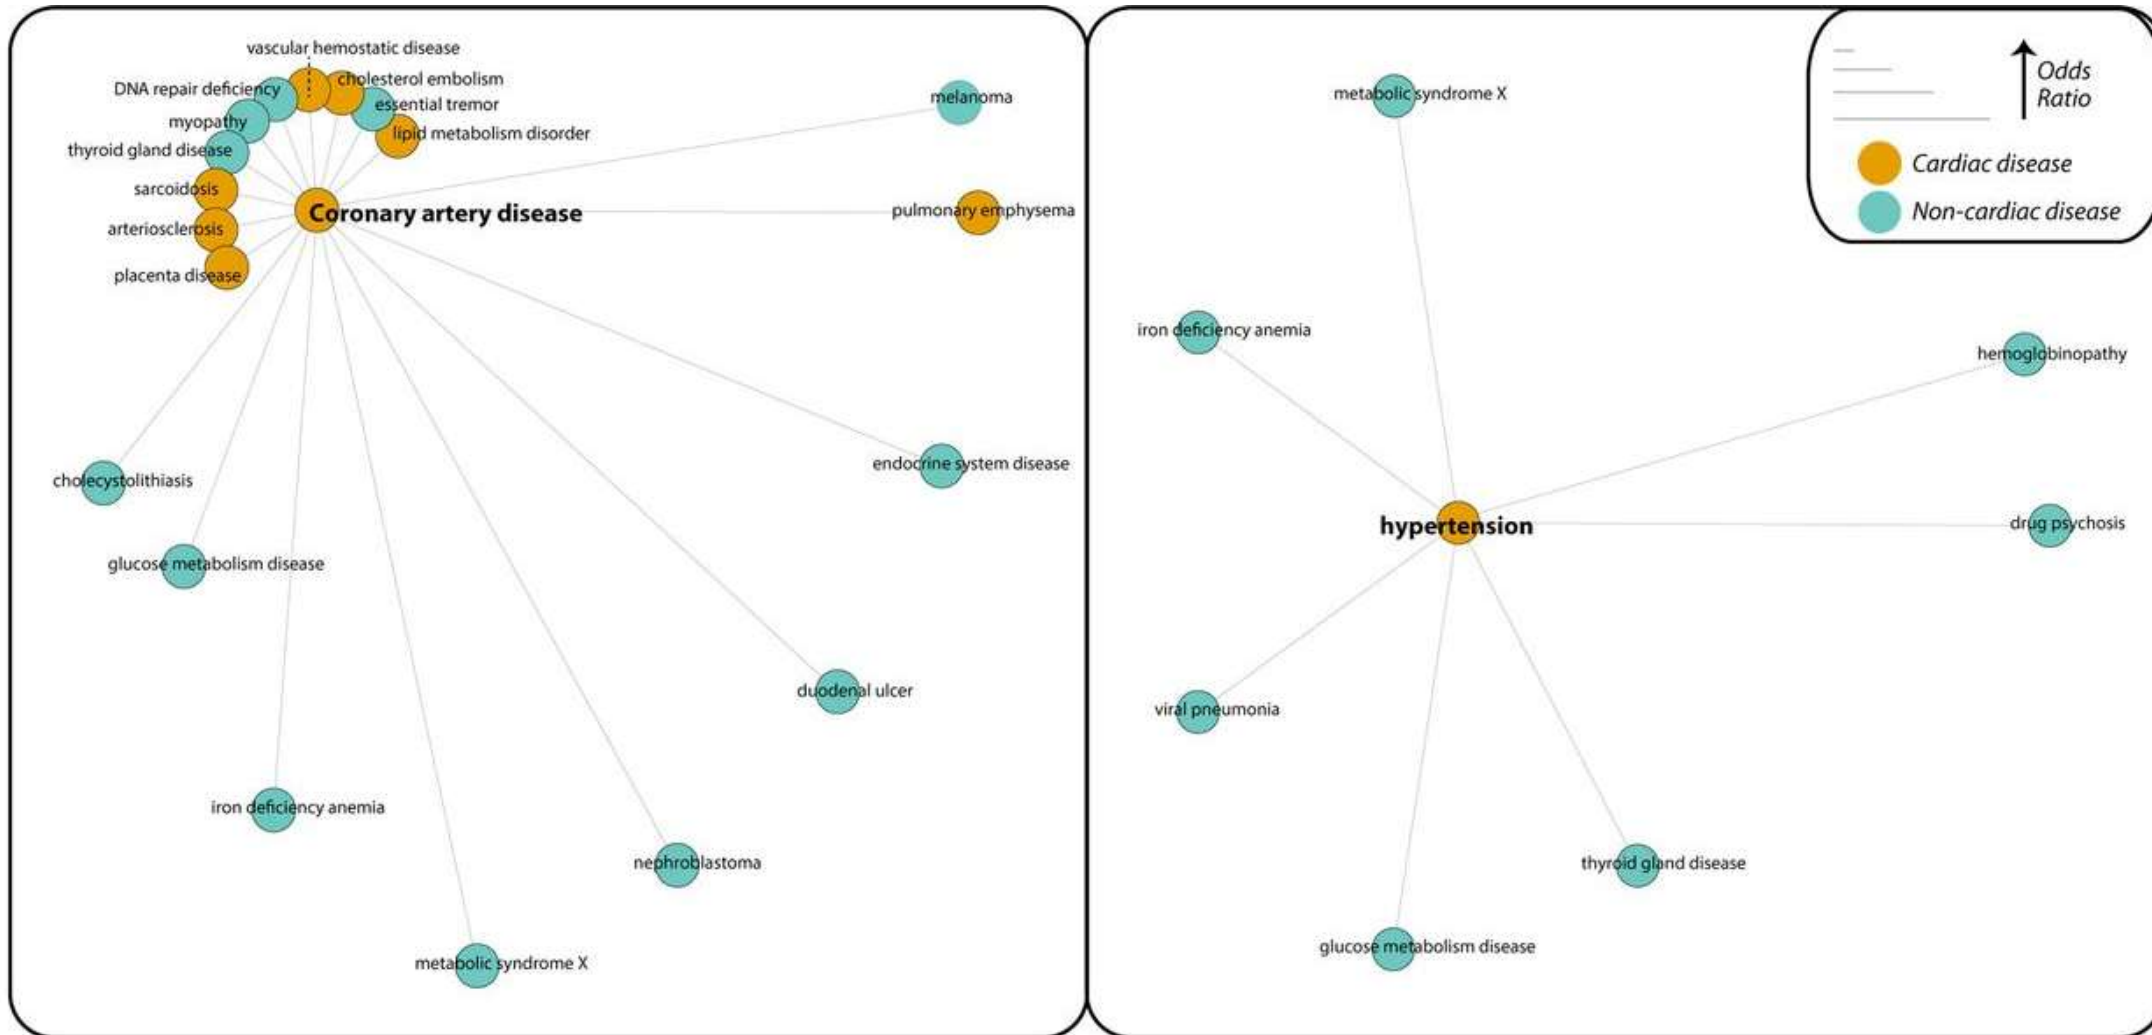 vascular hemostatic disease
cholesterol embolism
DNA repair deficiency
essential tremor
myopathy
lipid metabolism disorder
thyroid gland disease
sarcoidosis
Coronary artery disease
arteriosclerosis
placenta disease
melanoma
pulmonary emphysema
endocrine system disease
cholecystolithiasis
glucose metabolism disease
duodenal ulcer
iron deficiency anemia
nephroblastoma
metabolic syndrome X
metabolic syndrome X
iron deficiency anemia
hemoglobinopathy
hypertension
drug psychosis
viral pneumonia
thyroid gland disease
glucose metabolism disease
Odds
Ratio
Cardiac disease
Non-cardiac disease